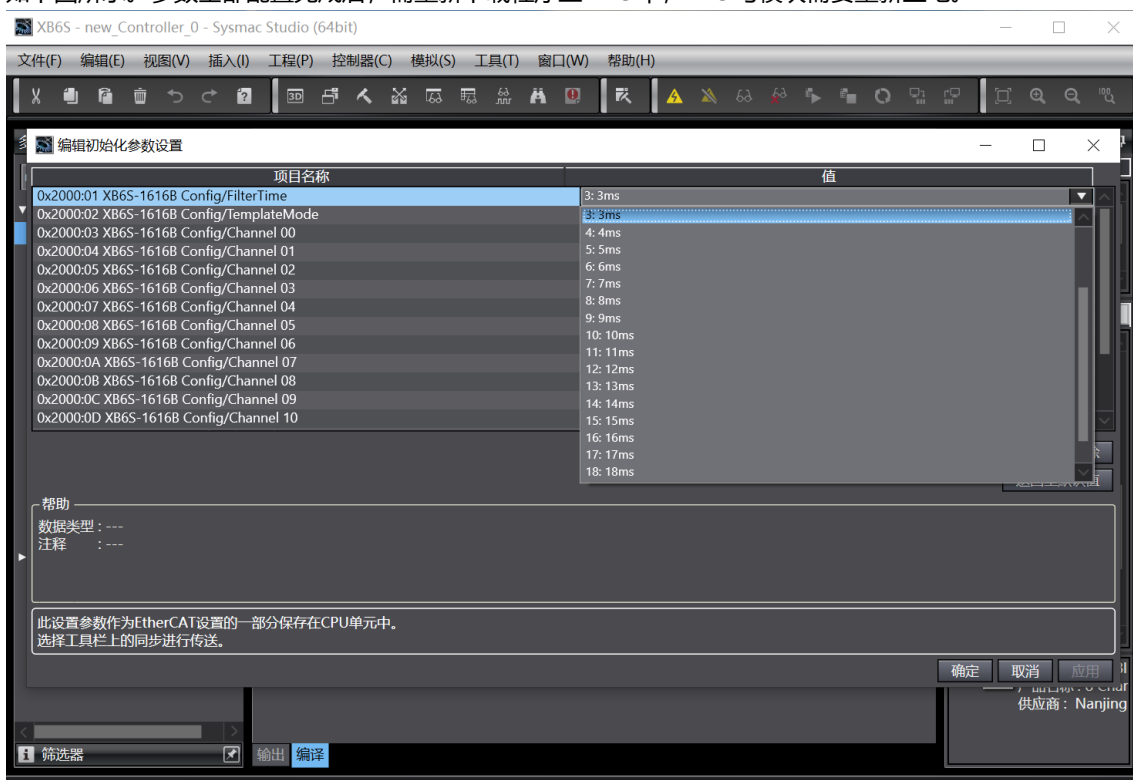 XB6S - new_Controller_0 - Sysmac Studio (64bit)
文件(F) 编辑(E) 视图(V) 插入(I) 工程(P) 控制器(C) 模拟(S) 工具(T) 窗口(W) 帮助(H)
编辑初始化参数设置
项目名称 值
0x2000:01 XB6S-1616B Config/FilterTime 3: 3ms
0x2000:02 XB6S-1616B Config/TemplateMode
0x2000:03 XB6S-1616B Config/Channel 00
0x2000:04 XB6S-1616B Config/Channel 01
0x2000:05 XB6S-1616B Config/Channel 02
0x2000:06 XB6S-1616B Config/Channel 03
0x2000:07 XB6S-1616B Config/Channel 04
0x2000:08 XB6S-1616B Config/Channel 05
0x2000:09 XB6S-1616B Config/Channel 06
0x2000:0A XB6S-1616B Config/Channel 07
0x2000:0B XB6S-1616B Config/Channel 08
0x2000:0C XB6S-1616B Config/Channel 09
0x2000:0D XB6S-1616B Config/Channel 10
3: 3ms
4: 4ms
5: 5ms
6: 6ms
7: 7ms
8: 8ms
9: 9ms
10: 10ms
11: 11ms
12: 12ms
13: 13ms
14: 14ms
15: 15ms
16: 16ms
17: 17ms
18: 18ms
帮助
数据类型 : ---
注释 : ---
此设置参数作为EtherCAT设置的一部分保存在CPU单元中。
选择工具栏上的同步进行传送。
确定 取消 应用
供应商 : Nanjing
筛选器 输出 编译